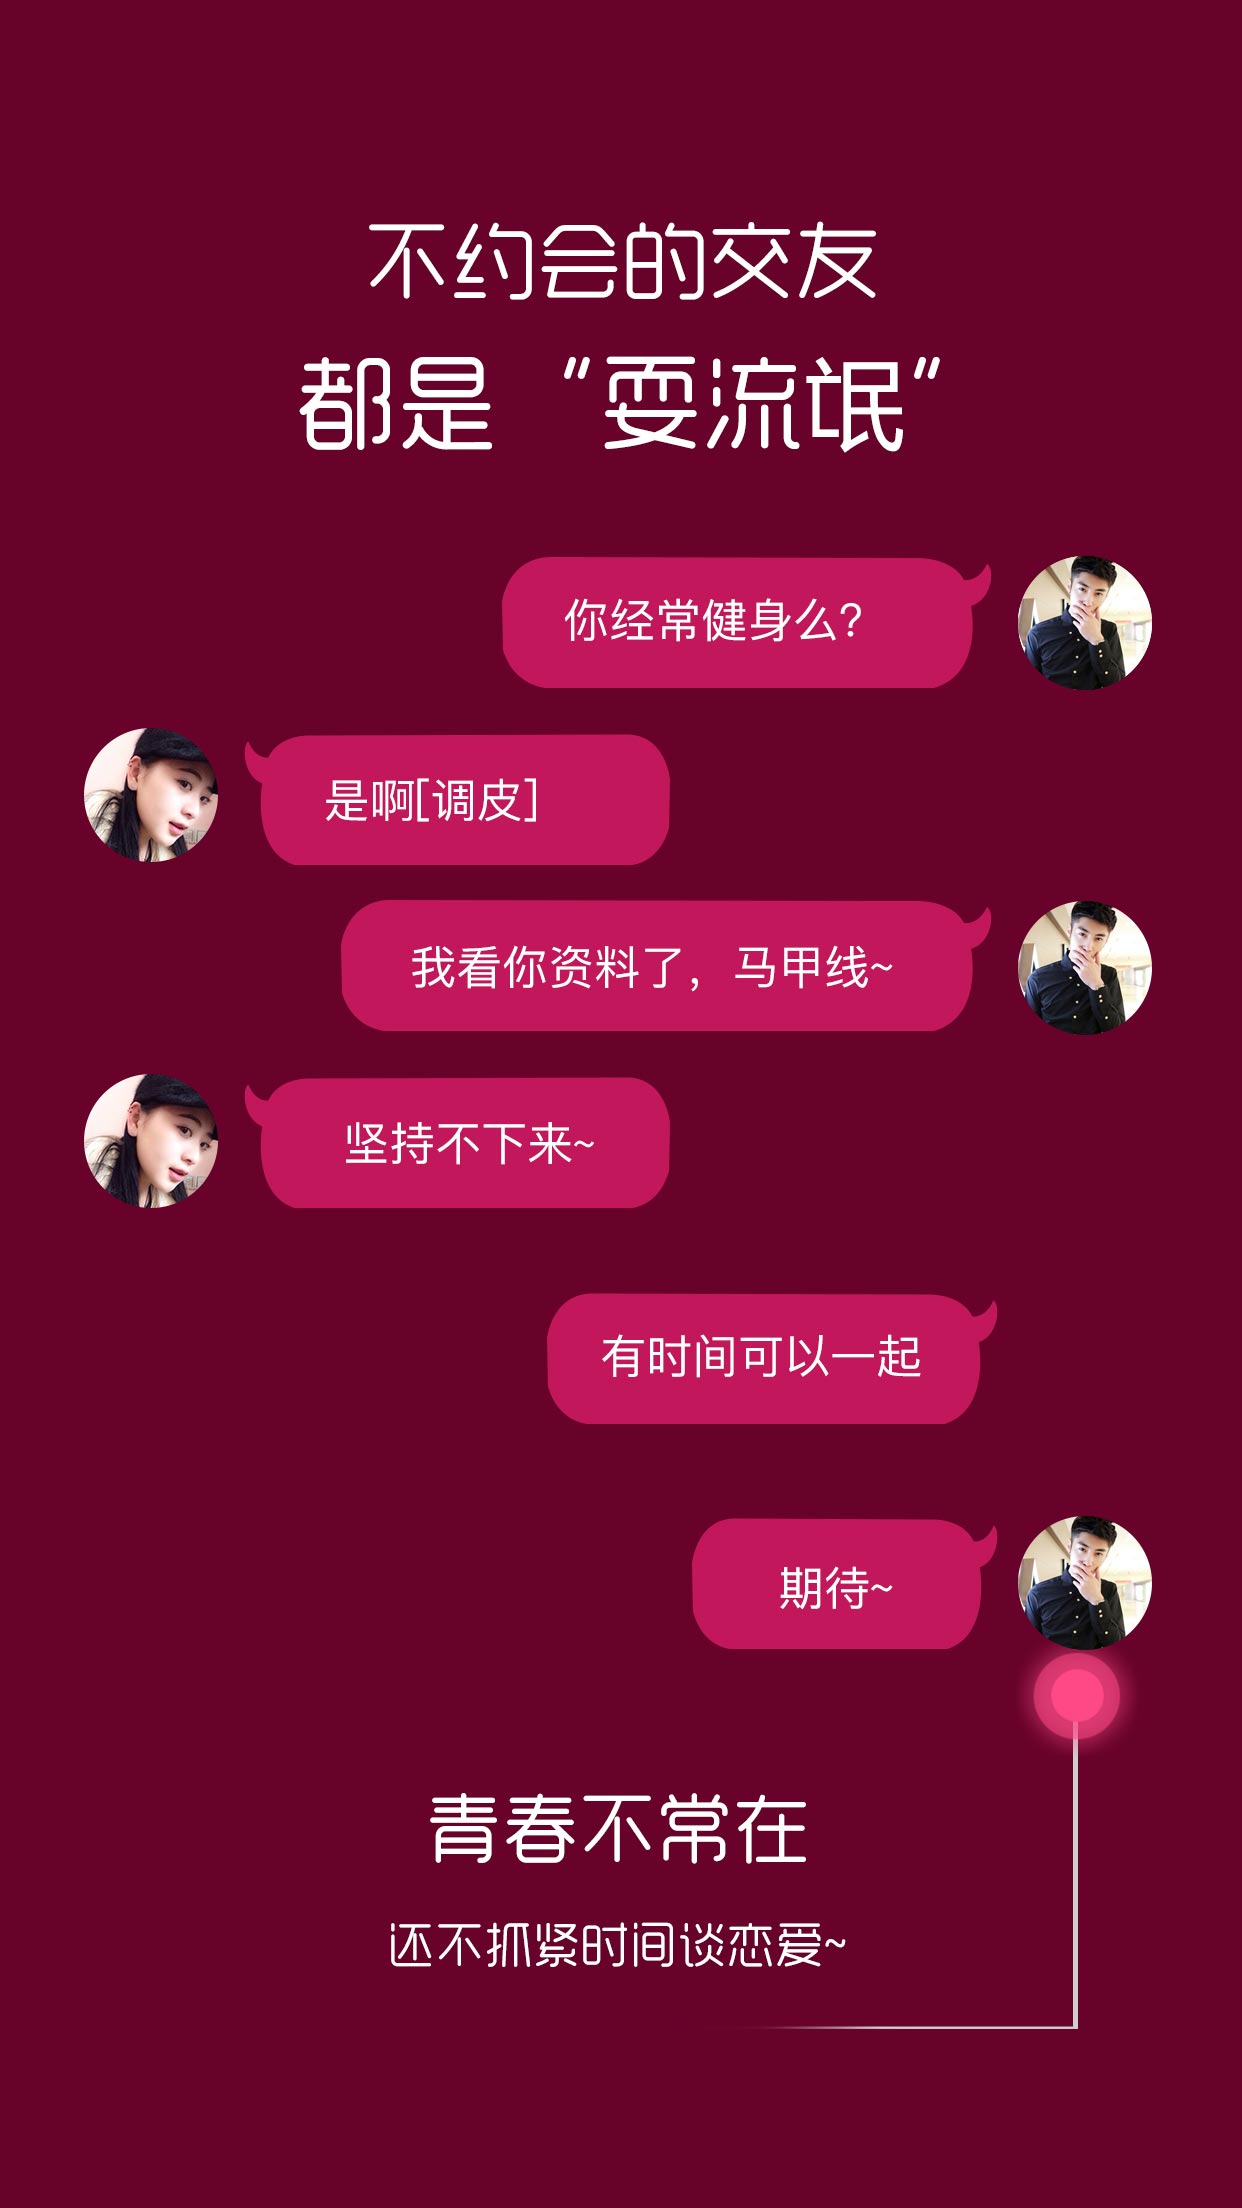 不约会的交友
都是“耍流氓”
你经常健身么？
是啊[调皮]
我看你资料了，马甲线~
坚持不下来~
有时间可以一起
期待~
青春不常在
还不抓紧时间谈恋爱~